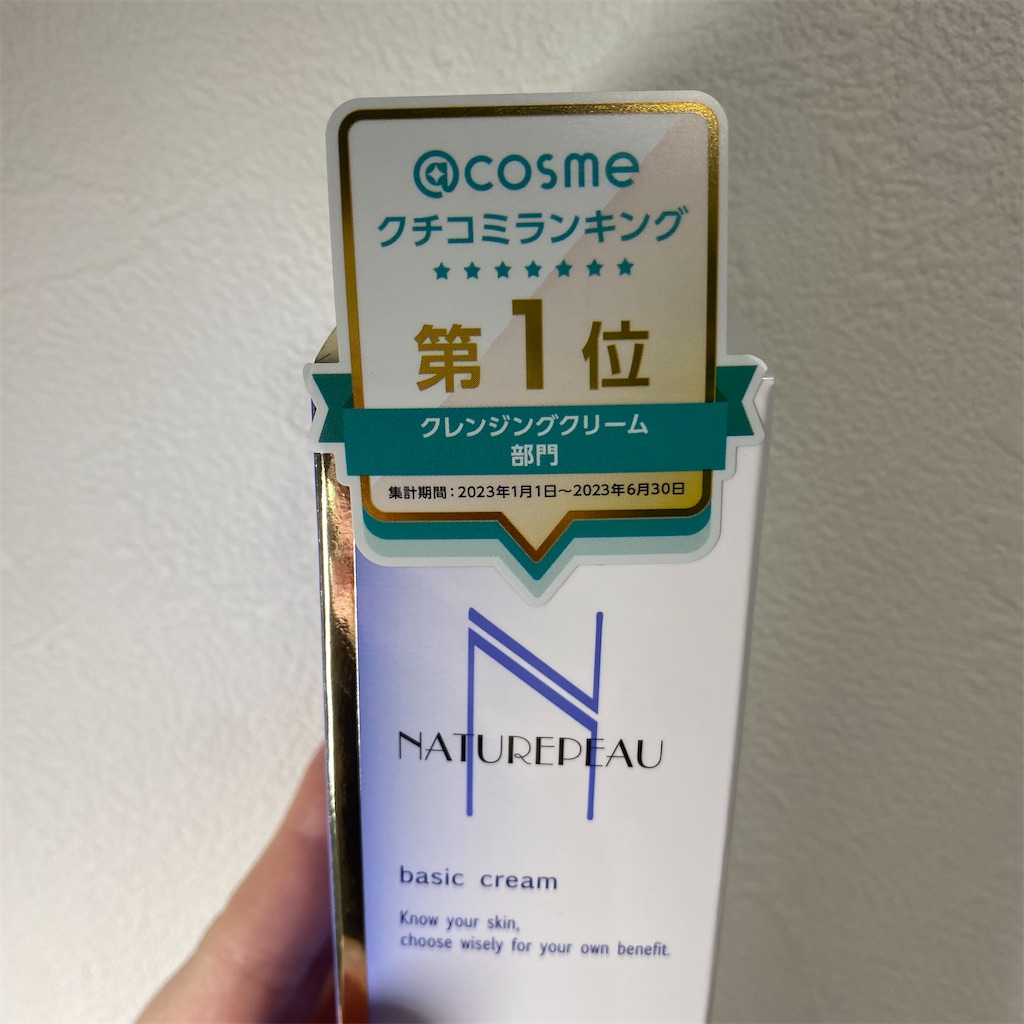 @cosme
クチコミランキング
★★★★★★★
第1位
クレンジングクリーム
部門
集計期間：2023年1月1日～2023年6月30日
N
NATUREPEAU
basic cream
Know your skin,
choose wisely for your own benefit.